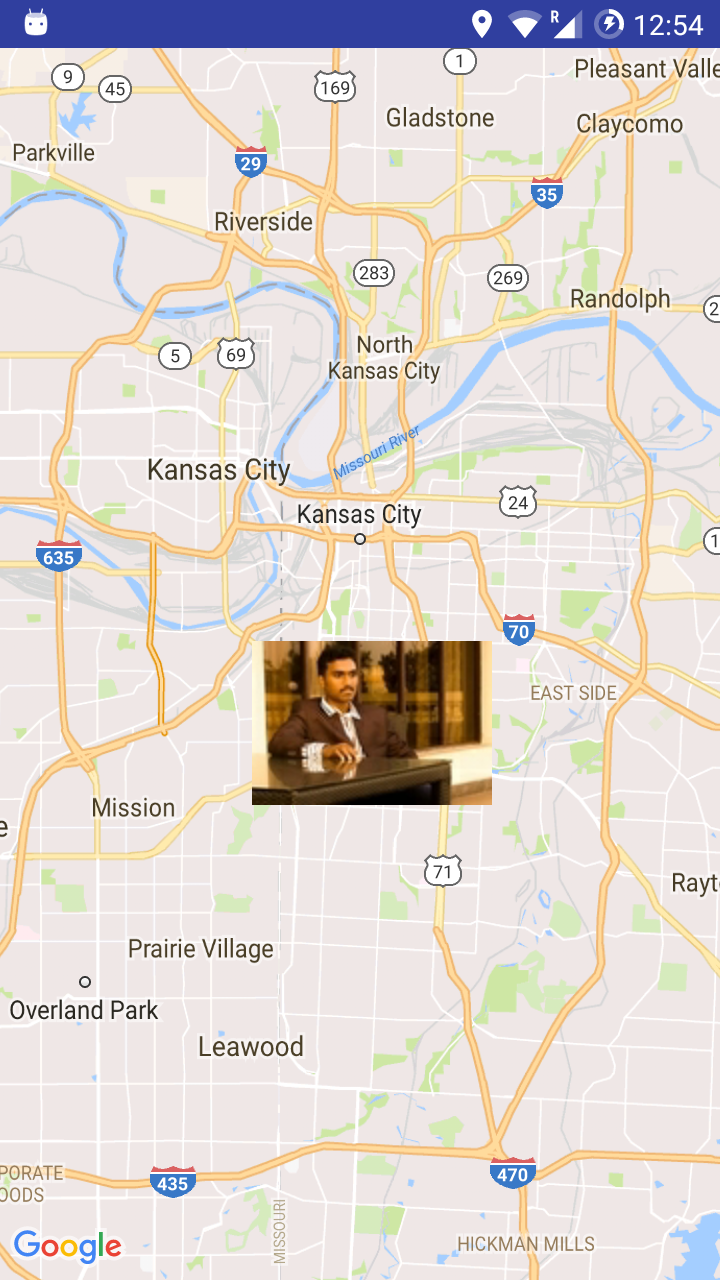 12:54
R
9
45
169
1
Pleasant Valle
Gladstone
Claycomo
Parkville
29
35
Riverside
283
269
Randolph
2
5
69
North
Kansas City
Missouri River
Kansas City
24
Kansas City
1
635
70
EAST SIDE
Mission
e
71
Rayt
Prairie Village
Overland Park
Leawood
PORATE
OODS
435
470
MISSOURI
Google
HICKMAN MILLS